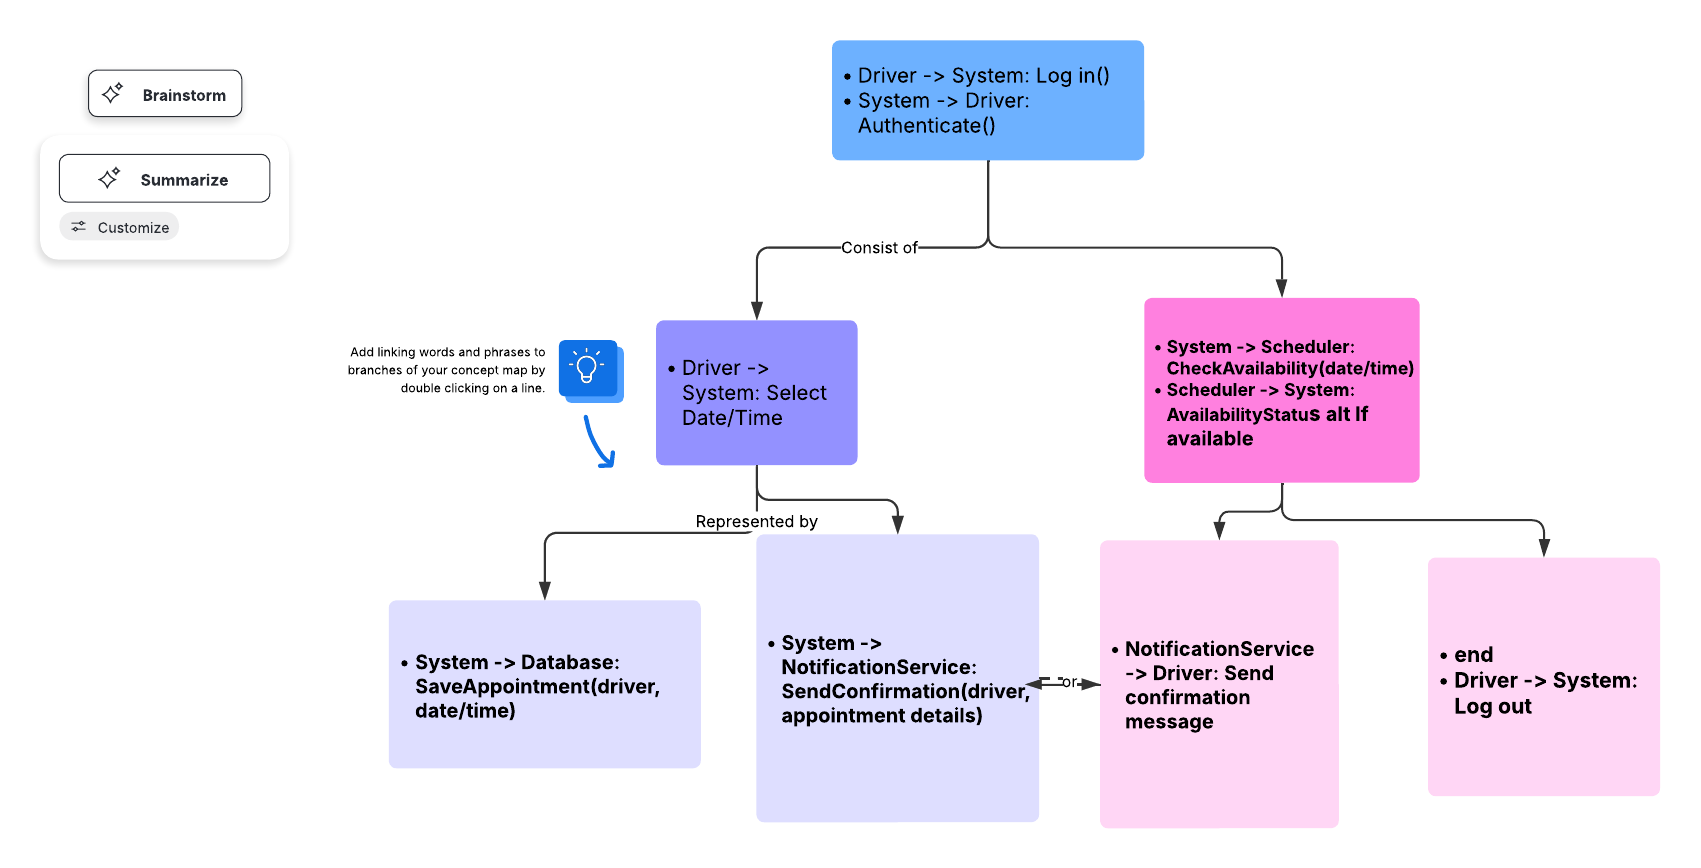 Brainstorm
Summarize
Customize
• Driver -> System: Log in()
• System -> Driver:
Authenticate()
Consist of
Add linking words and phrases to
branches of your concept map by
double clicking on a line.
• Driver ->
System: Select
Date/Time
• System -> Scheduler:
CheckAvailability(date/time)
• Scheduler -> System:
AvailabilityStatus alt If
available
Represented by
• System -> Database:
SaveAppointment(driver,
date/time)
• System ->
NotificationService:
SendConfirmation(driver,
appointment details)
or
• NotificationService
-> Driver: Send
confirmation
message
• end
• Driver -> System:
Log out